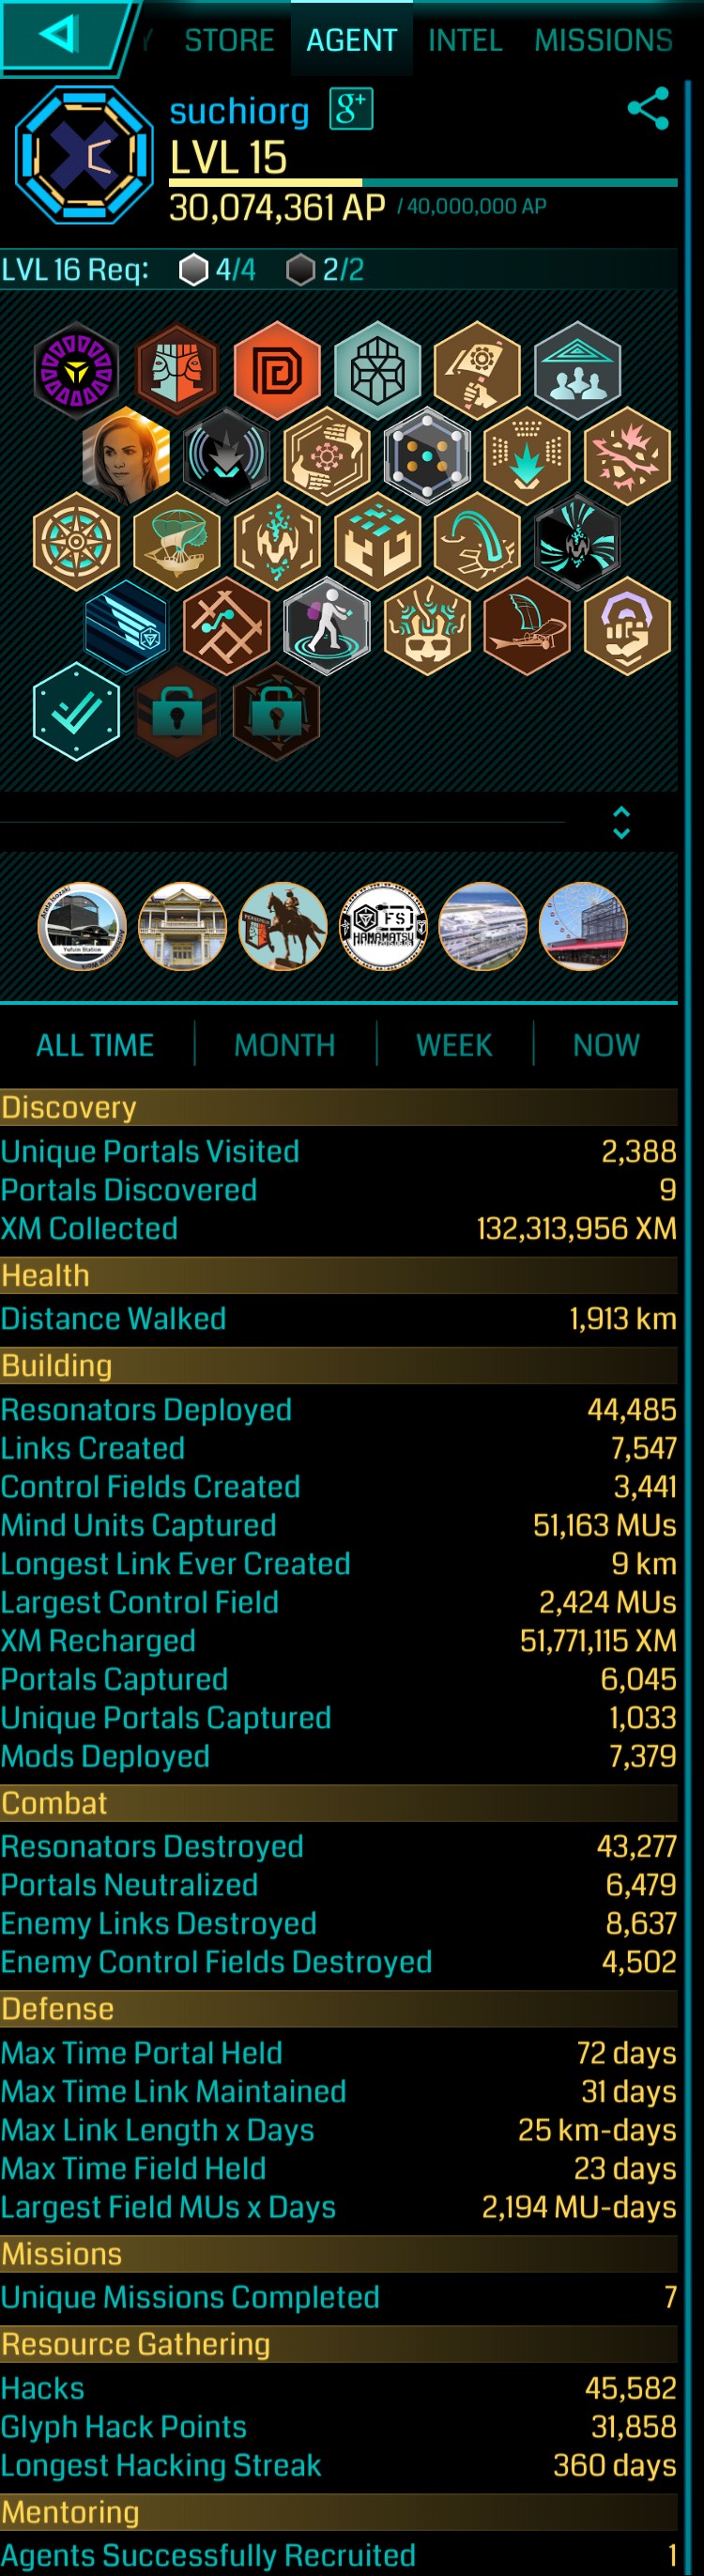 Y STORE AGENT INTEL MISSIONS
suchiorg g+
LVL 15
30,074,361 AP / 40,000,000 AP
LVL 16 Req: 4/4 2/2
Arata Isozaki
Yufuin Station
PERSEPOLIS
FS
HAMAMATSU
ALL TIME MONTH WEEK NOW
Discovery
Unique Portals Visited 2,388
Portals Discovered 9
XM Collected 132,313,956 XM
Health
Distance Walked 1,913 km
Building
Resonators Deployed 44,485
Links Created 7,547
Control Fields Created 3,441
Mind Units Captured 51,163 MUs
Longest Link Ever Created 9 km
Largest Control Field 2,424 MUs
XM Recharged 51,771,115 XM
Portals Captured 6,045
Unique Portals Captured 1,033
Mods Deployed 7,379
Combat
Resonators Destroyed 43,277
Portals Neutralized 6,479
Enemy Links Destroyed 8,637
Enemy Control Fields Destroyed 4,502
Defense
Max Time Portal Held 72 days
Max Time Link Maintained 31 days
Max Link Length x Days 25 km-days
Max Time Field Held 23 days
Largest Field MUs x Days 2,194 MU-days
Missions
Unique Missions Completed 7
Resource Gathering
Hacks 45,582
Glyph Hack Points 31,858
Longest Hacking Streak 360 days
Mentoring
Agents Successfully Recruited 1